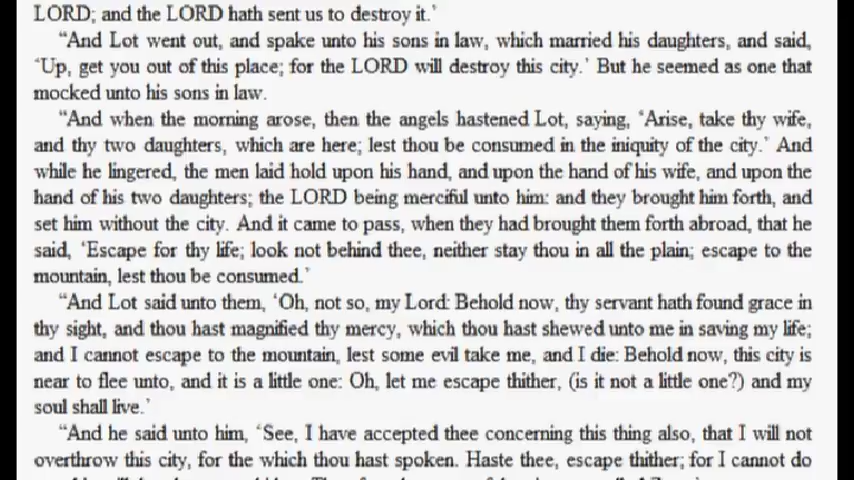 LORD; and the LORD hath sent us to destroy it.'
“And Lot went out, and spake unto his sons in law, which married his daughters, and said,
‘Up, get you out of this place; for the LORD will destroy this city.’ But he seemed as one that
mocked unto his sons in law.
“And when the morning arose, then the angels hastened Lot, saying, ‘Arise, take thy wife,
and thy two daughters, which are here; lest thou be consumed in the iniquity of the city.’ And
while he lingered, the men laid hold upon his hand, and upon the hand of his wife, and upon the
hand of his two daughters; the LORD being merciful unto him: and they brought him forth, and
set him without the city. And it came to pass, when they had brought them forth abroad, that he
said, ‘Escape for thy life; look not behind thee, neither stay thou in all the plain; escape to the
mountain, lest thou be consumed.’
“And Lot said unto them, ‘Oh, not so, my Lord: Behold now, thy servant hath found grace in
thy sight, and thou hast magnified thy mercy, which thou hast shewed unto me in saving my life;
and I cannot escape to the mountain, lest some evil take me, and I die: Behold now, this city is
near to flee unto, and it is a little one: Oh, let me escape thither, (is it not a little one?) and my
soul shall live.’
“And he said unto him, ‘See, I have accepted thee concerning this thing also, that I will not
overthrow this city, for the which thou hast spoken. Haste thee, escape thither; for I cannot do